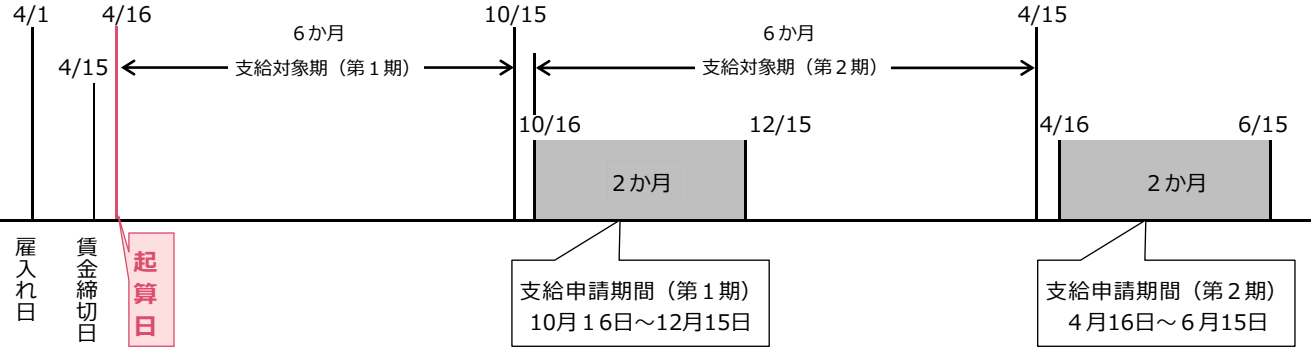 4/1
4/16
10/15
4/15
6か月
6か月
4/15
支給対象期（第１期）
支給対象期（第２期）
10/16
12/15
4/16
6/15
２か月
２か月
雇入れ日
賃金締切日
起算日
支給申請期間（第１期）
10月１6日～12月15日
支給申請期間（第２期）
４月16日～６月15日